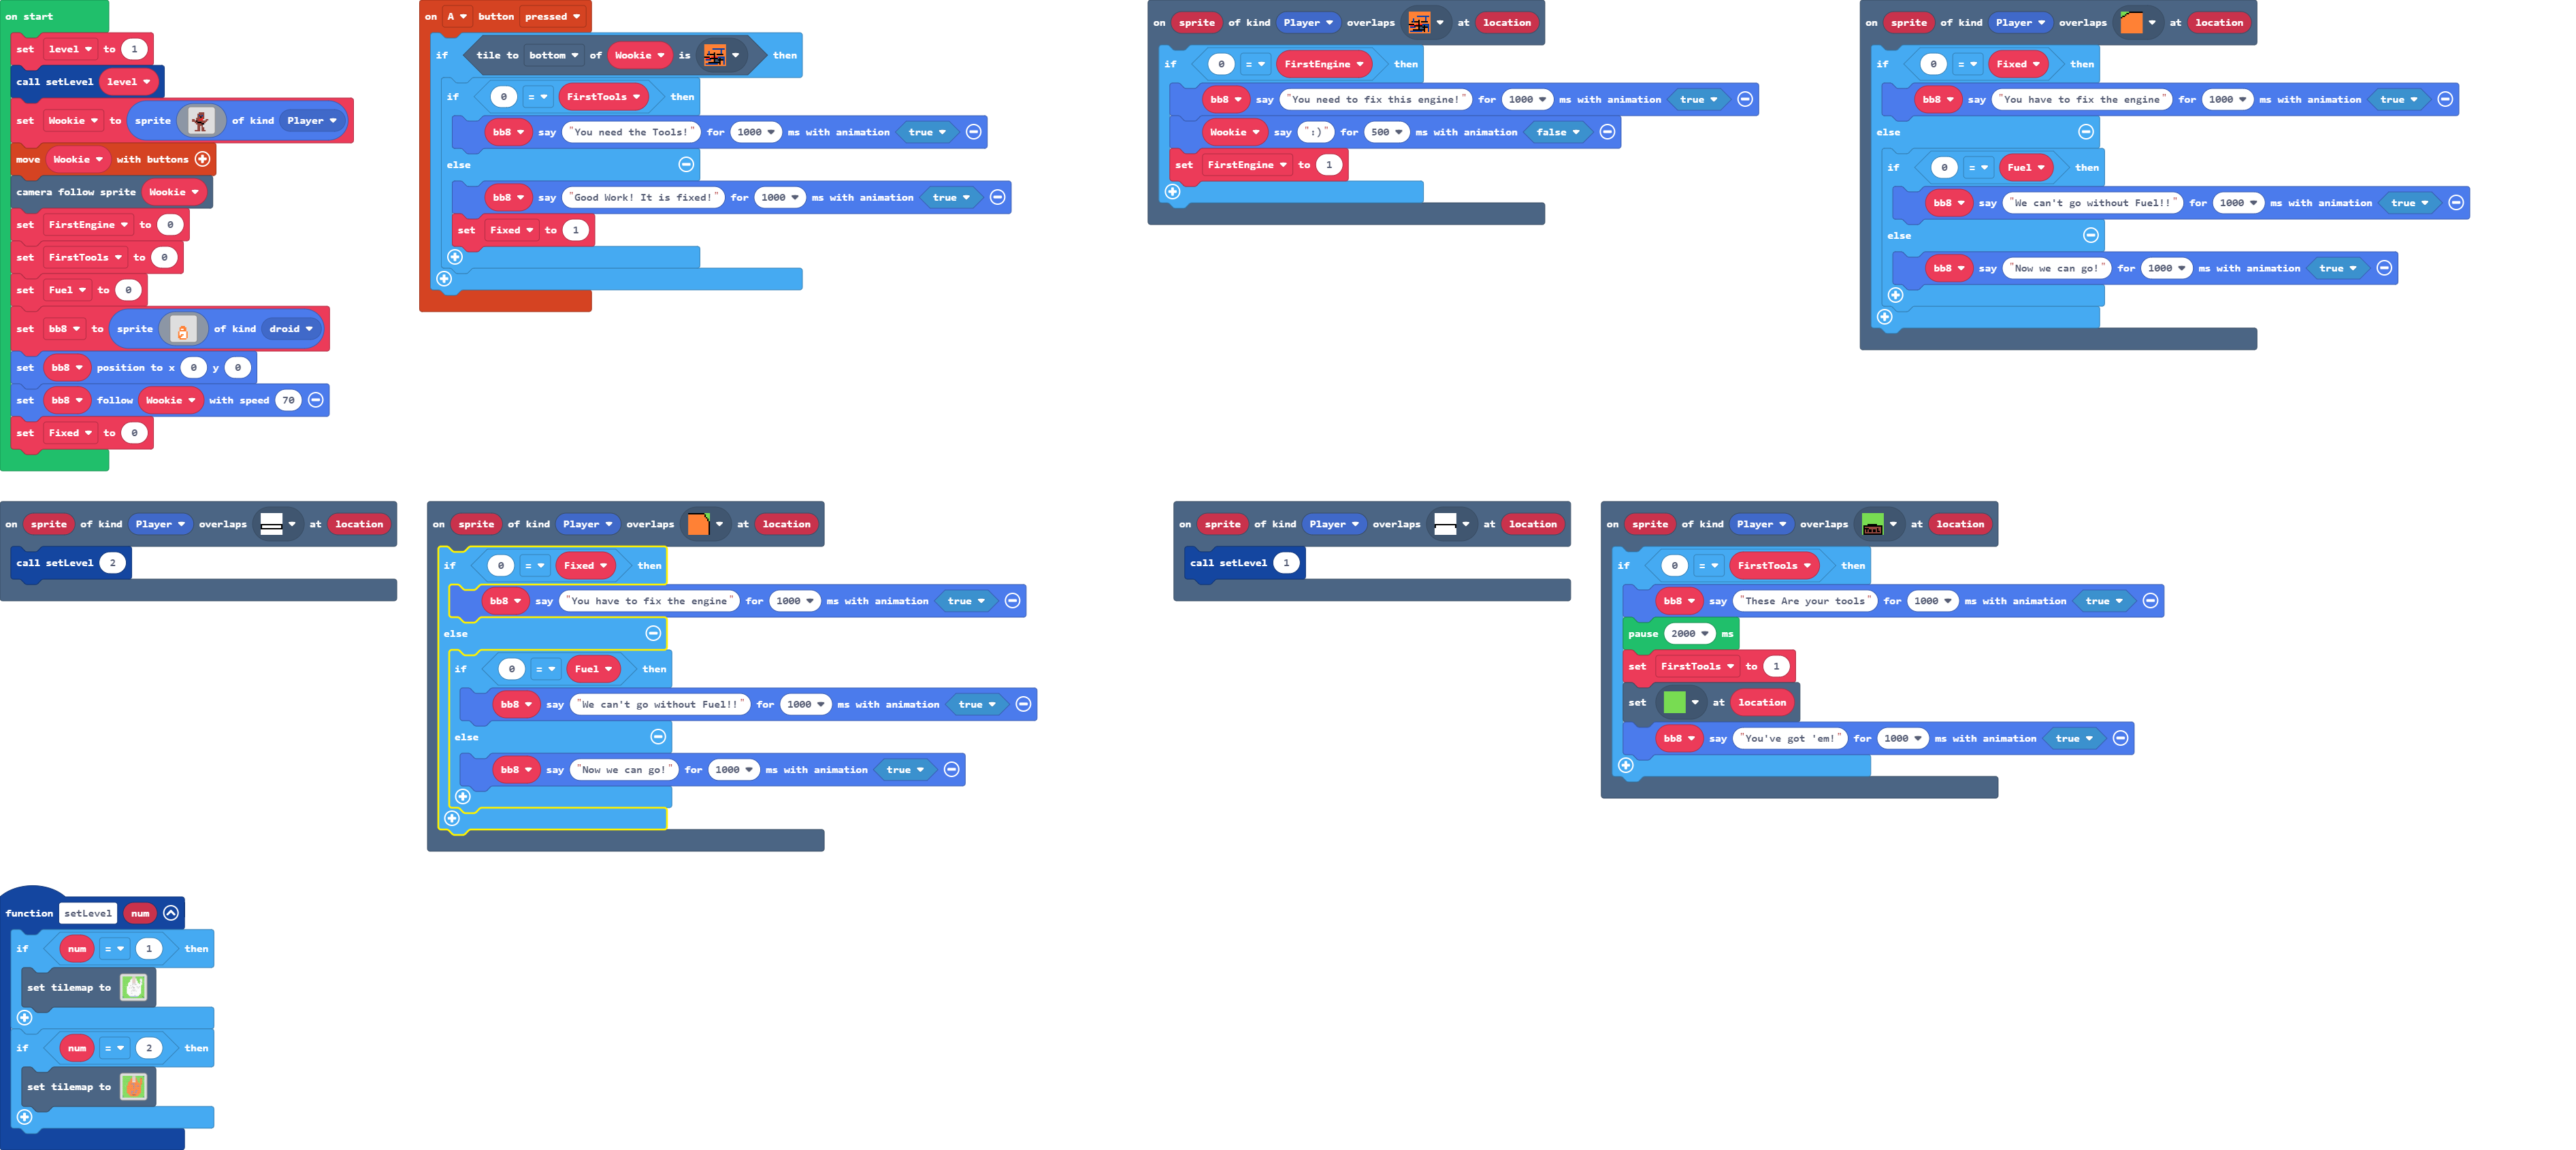 on start
set level to 1
call setLevel level
set Wookie to sprite of kind Player
move Wookie with buttons
camera follow sprite Wookie
set FirstEngine to 0
set FirstTools to 0
set Fuel to 0
set bb8 to sprite of kind droid
set bb8 position to x 0 y 0
set bb8 follow Wookie with speed 70
set Fixed to 0
on A button pressed
if tile to bottom of Wookie is then
if 0 = FirstTools then
bb8 say "You need the Tools!" for 1000 ms with animation true
else
bb8 say "Good Work! It is fixed!" for 1000 ms with animation true
set Fixed to 1
on sprite of kind Player overlaps at location
if 0 = FirstEngine then
bb8 say "You need to fix this engine!" for 1000 ms with animation true
Wookie say ":)" for 500 ms with animation false
set FirstEngine to 1
on sprite of kind Player overlaps at location
if 0 = Fixed then
bb8 say "You have to fix the engine" for 1000 ms with animation true
else
if 0 = Fuel then
bb8 say "We can't go without Fuel!!" for 1000 ms with animation true
else
bb8 say "Now we can go!" for 1000 ms with animation true
on sprite of kind Player overlaps at location
call setLevel 2
on sprite of kind Player overlaps at location
if 0 = Fixed then
bb8 say "You have to fix the engine" for 1000 ms with animation true
else
if 0 = Fuel then
bb8 say "We can't go without Fuel!!" for 1000 ms with animation true
else
bb8 say "Now we can go!" for 1000 ms with animation true
on sprite of kind Player overlaps at location
call setLevel 1
on sprite of kind Player overlaps at location
if 0 = FirstTools then
bb8 say "These Are your tools" for 1000 ms with animation true
pause 2000 ms
set FirstTools to 1
set at location
bb8 say "You've got 'em!" for 1000 ms with animation true
function setLevel num
if num = 1 then
set tilemap to
if num = 2 then
set tilemap to